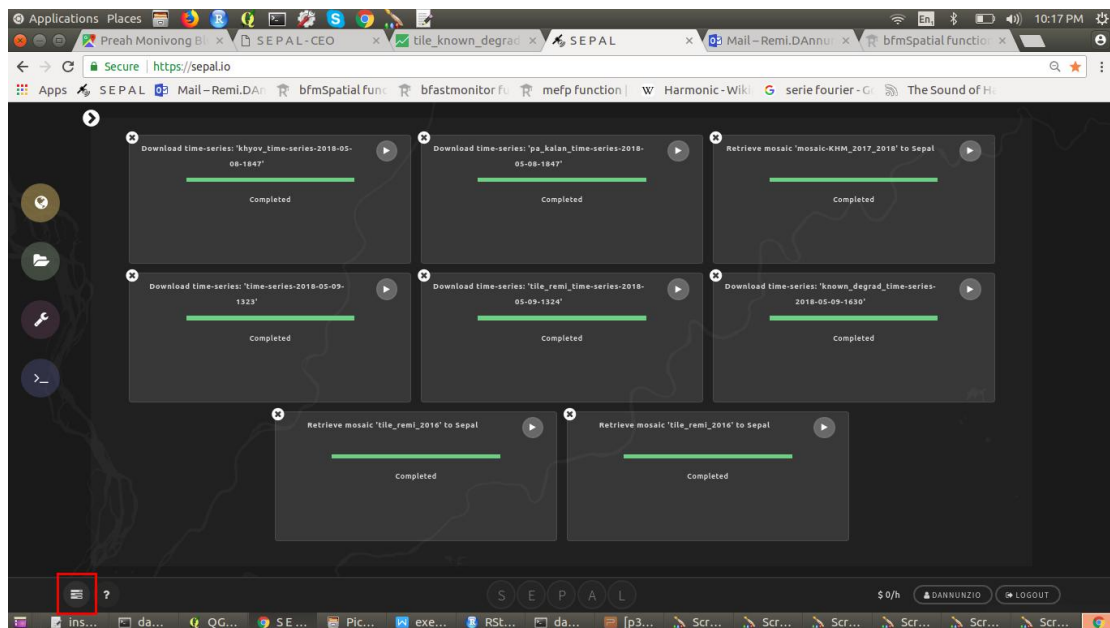 Applications Places En1 10:17 PM
Preah Monivong Bl × SEPAL-CEO × tile_known_degrad × SEPAL × Mail – Remi.DAnnu × bfmSpatial function ×
Secure | https://sepal.io
Apps SEPAL Mail – Remi.DAn bfmSpatial func bfastmonitor fu mefp function | W Harmonic - Wiki G serie fourier - Go The Sound of Ha
Download time-series: 'khyov_time-series-2018-05-
08-1847'
Completed
Download time-series: 'pa_kalan_time-series-2018-
05-08-1847'
Completed
Retrieve mosaic 'mosaic-KHM_2017_2018' to Sepal
Completed
Download time-series: 'time-series-2018-05-09-
1323'
Completed
Download time-series: 'tile_remi_time-series-2018-
05-09-1324'
Completed
Download time-series: 'known_degrad_time-series-
2018-05-09-1630'
Completed
Retrieve mosaic 'tile_remi_2016' to Sepal
Completed
Retrieve mosaic 'tile_remi_2016' to Sepal
Completed
? S E P A L $ 0/h DANNUNZIO LOGOUT
ins... da... QG... SE... Pic... exe... RSt... da... [p3... Scr... Scr... Scr... Scr... Scr... Scr...